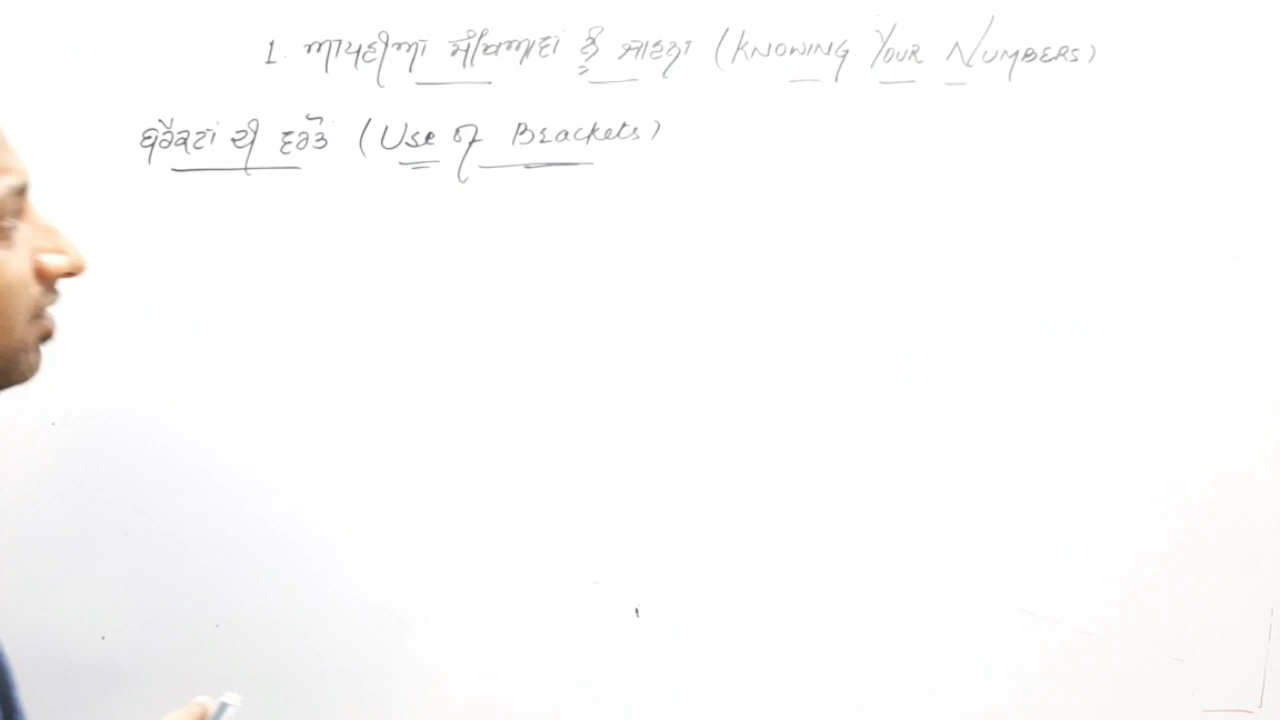 1. ਆਪਣੀਆਂ ਸੰਖਿਆਵਾਂ ਨੂੰ ਜਾਣਨਾ (KNOWING YOUR NUMBERS)
ਬਰੈਕਟਾਂ ਦੀ ਵਰਤੋਂ (Use of Brackets)